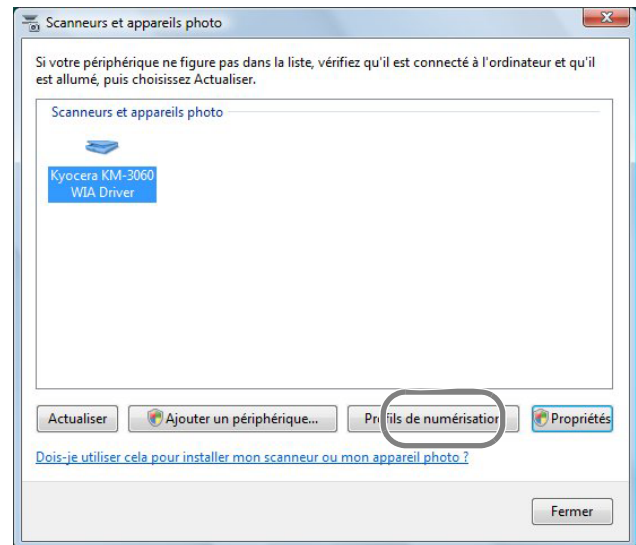 Scanneurs et appareils photo
Si votre périphérique ne figure pas dans la liste, vérifiez qu'il est connecté à l'ordinateur et qu'il
est allumé, puis choisissez Actualiser.
Scanneurs et appareils photo
Kyocera KM-3060
WIA Driver
Actualiser
Ajouter un périphérique...
Profils de numérisation
Propriétés
Dois-je utiliser cela pour installer mon scanneur ou mon appareil photo ?
Fermer